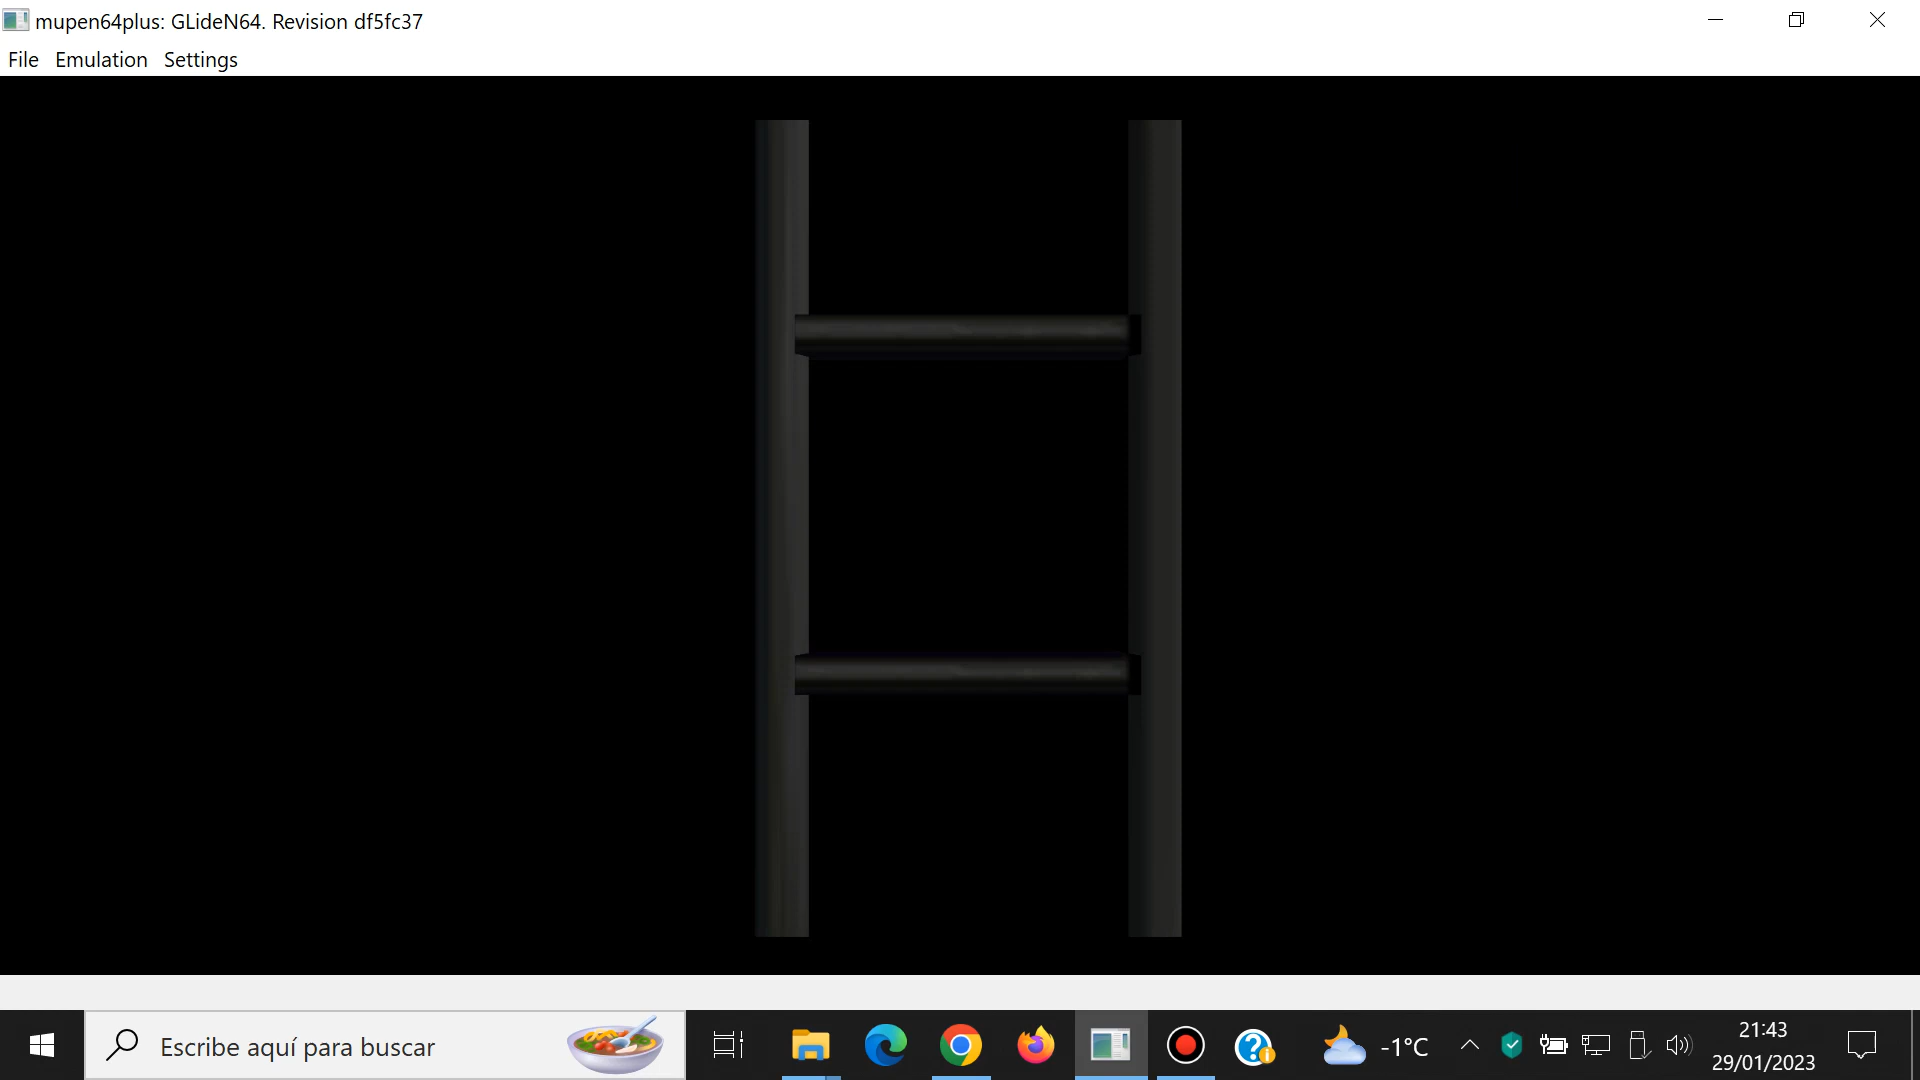 mupen64plus: GLideN64. Revision df5fc37
File Emulation Settings
Escribe aquí para buscar
-1°C
21:43
29/01/2023